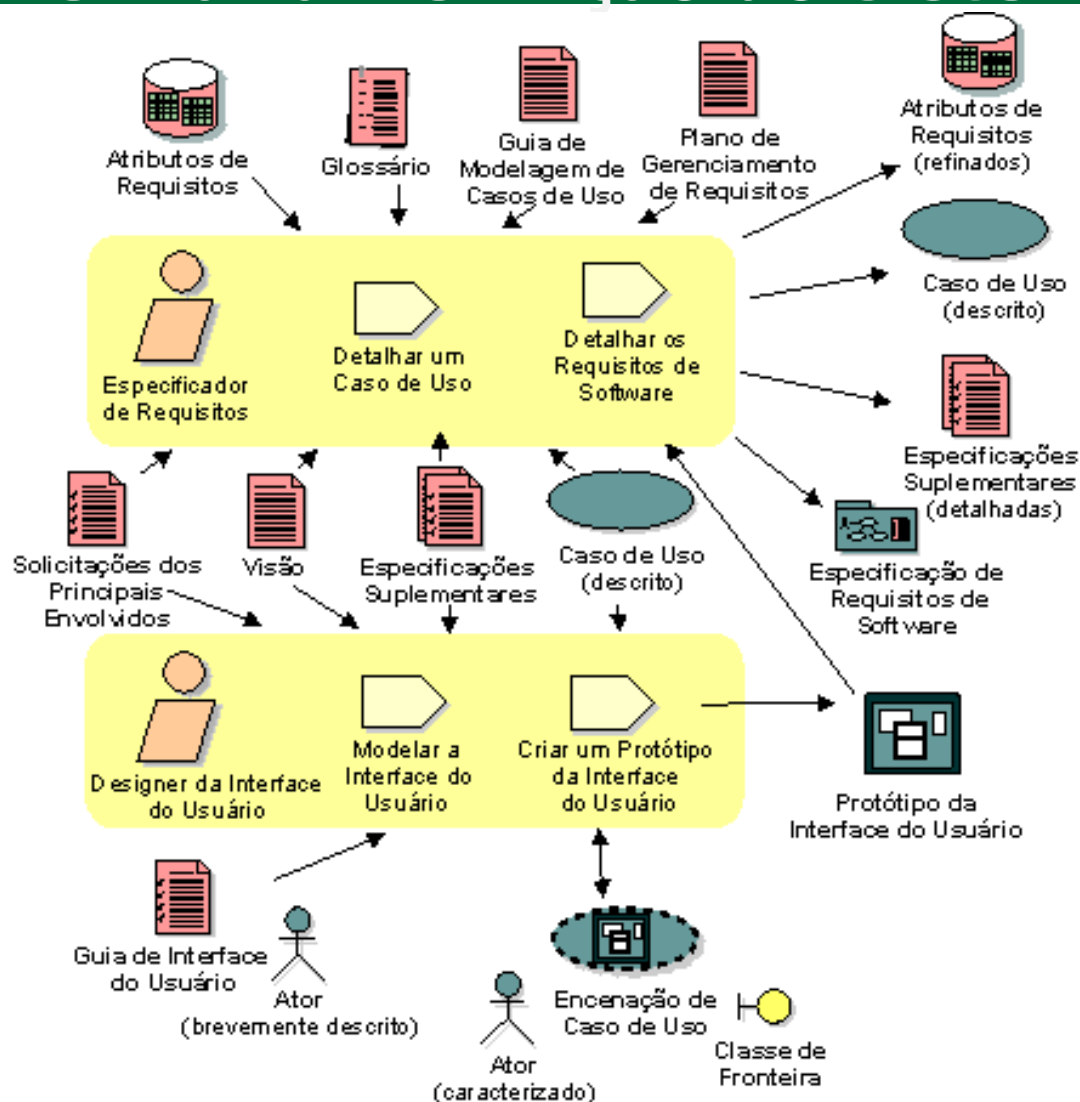 Atributos de
Requisitos
Glossário
Guia de
Modelagem de
Casos de Uso
Plano de
Gerenciamento
de Requisitos
Atributos de
Requisitos
(refinados)
Caso de Uso
(descrito)
Especificador
de Requisitos
Detalhar um
Caso de Uso
Detalhar os
Requisitos de
Software
Especificações
Suplementares
(detalhadas)
Solicitações dos
Principais
Envolvidos
Visão
Especificações
Suplementares
Caso de Uso
(descrito)
Especificação de
Requisitos de
Software
Designer da Interface
do Usuário
Modelar a
Interface do
Usuário
Criar um Protótipo
da Interface
do Usuário
Protótipo da
Interface do Usuário
Guia de Interface
do Usuário
Ator
(brevemente descrito)
Ator
(caracterizado)
Encenação de
Caso de Uso
Classe de
Fronteira